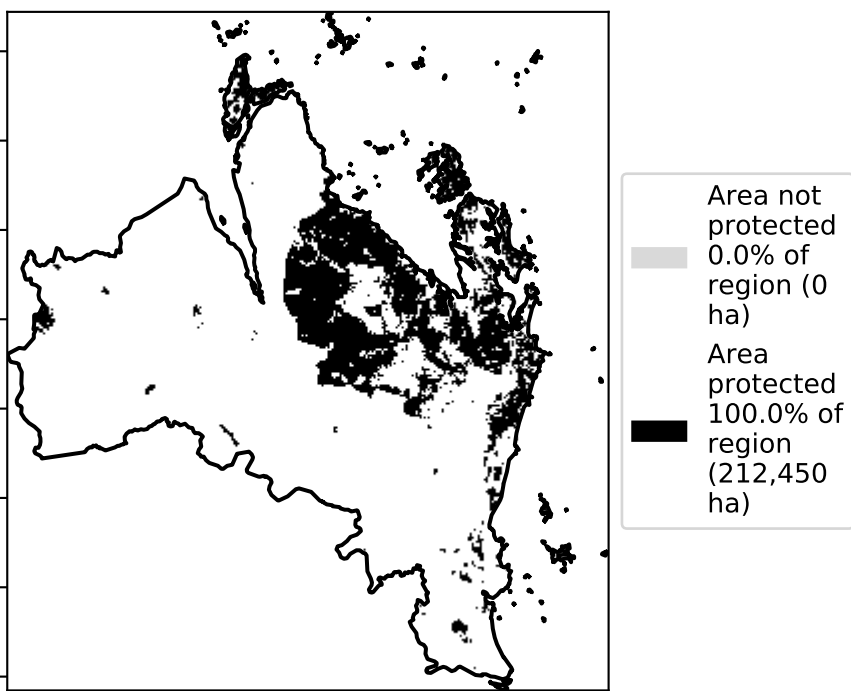 Area not
protected
0.0% of
region (0
ha)
Area
protected
100.0% of
region
(212,450
ha)